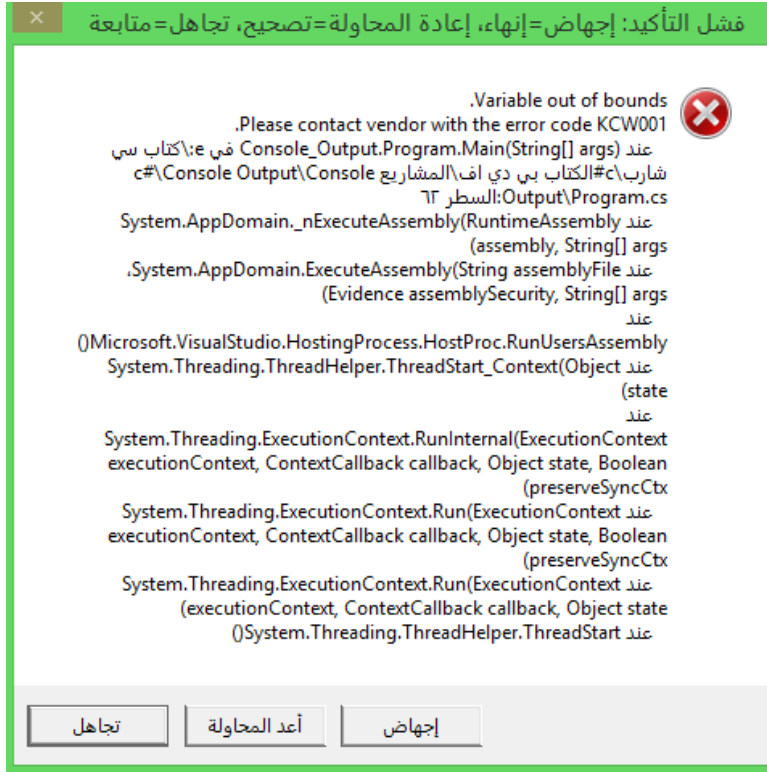 فشل التأكيد: إجهاض=إنهاء، إعادة المحاولة=تصحيح، تجاهل=متابعة
.Variable out of bounds
.Please contact vendor with the error code KCW001
عند Console_Output.Program.Main(String[] args) في e:\كتاب سي
شارب\c#الكتاب بي دي اف\المشاريع c#\Console Output\Console
Output\Program.cs:السطر ٦٢
عند System.AppDomain._nExecuteAssembly(RuntimeAssembly
(assembly, String[] args
عند System.AppDomain.ExecuteAssembly(String assemblyFile،
(Evidence assemblySecurity, String[] args
عند
()Microsoft.VisualStudio.HostingProcess.HostProc.RunUsersAssembly
عند System.Threading.ThreadHelper.ThreadStart_Context(Object
(state
عند
System.Threading.ExecutionContext.RunInternal(ExecutionContext
executionContext, ContextCallback callback, Object state, Boolean
(preserveSyncCtx
عند System.Threading.ExecutionContext.Run(ExecutionContext
executionContext, ContextCallback callback, Object state, Boolean
(preserveSyncCtx
عند System.Threading.ExecutionContext.Run(ExecutionContext
(executionContext, ContextCallback callback, Object state
عند System.Threading.ThreadHelper.ThreadStart()
إجهاض
أعد المحاولة
تجاهل